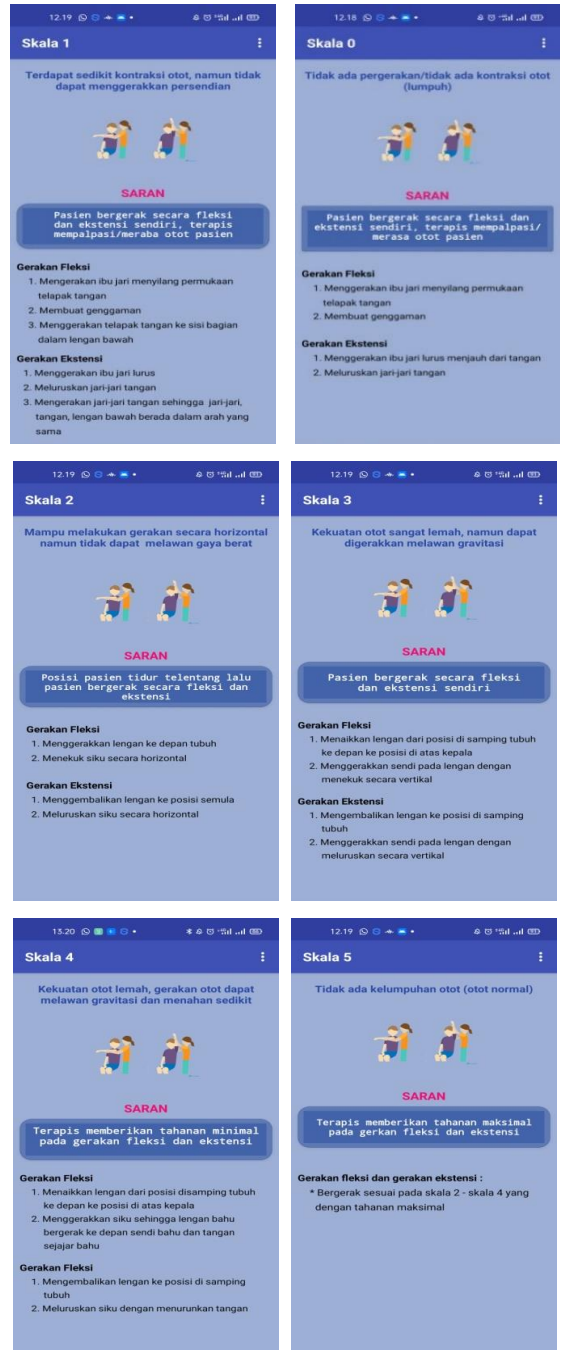 12.19
Skala 1
Terdapat sedikit kontraksi otot, namun tidak
dapat menggerakkan persendian
SARAN
Pasien bergerak secara fleksi
dan ekstensi sendiri, terapis
mempalpasi/meraba otot pasien
Gerakan Fleksi
1. Mengerakan ibu jari menyilang permukaan
telapak tangan
2. Membuat genggaman
3. Menggerakan telapak tangan ke sisi bagian
dalam lengan bawah
Gerakan Ekstensi
1. Menggerakan ibu jari lurus
2. Meluruskan jari-jari tangan
3. Mengerakan jari-jari tangan sehingga jari-jari,
tangan, lengan bawah berada dalam arah yang
sama
12.18
Skala 0
Tidak ada pergerakan/tidak ada kontraksi otot
(lumpuh)
SARAN
Pasien bergerak secara fleksi dan
ekstensi sendiri, terapis mempalpasi/
merasa otot pasien
Gerakan Fleksi
1. Menggerakan ibu jari menyilang permukaan
telapak tangan
2. Membuat genggaman
Gerakan Ekstensi
1. Menggerakan ibu jari lurus menjauh dari tangan
2. Meluruskan jari-jari tangan
12.19
Skala 2
Mampu melakukan gerakan secara horizontal
namun tidak dapat melawan gaya berat
SARAN
Posisi pasien tidur telentang lalu
pasien bergerak secara fleksi dan
ekstensi
Gerakan Fleksi
1. Menggerakkan lengan ke depan tubuh
2. Menekuk siku secara horizontal
Gerakan Ekstensi
1. Menggembalikan lengan ke posisi semula
2. Meluruskan siku secara horizontal
12.19
Skala 3
Kekuatan otot sangat lemah, namun dapat
digerakkan melawan gravitasi
SARAN
Pasien bergerak secara fleksi
dan ekstensi sendiri
Gerakan Fleksi
1. Menaikkan lengan dari posisi di samping tubuh
ke depan ke posisi di atas kepala
2. Menggerakkan sendi pada lengan dengan
menekuk secara vertikal
Gerakan Ekstensi
1. Mengembalikan lengan ke posisi di samping
tubuh
2. Menggerakkan sendi pada lengan dengan
meluruskan secara vertikal
13.20
Skala 4
Kekuatan otot lemah, gerakan otot dapat
melawan gravitasi dan menahan sedikit
SARAN
Terapis memberikan tahanan minimal
pada gerakan fleksi dan ekstensi
Gerakan Fleksi
1. Menaikkan lengan dari posisi disamping tubuh
ke depan ke posisi di atas kepala
2. Menggerakkan siku sehingga lengan bahu
bergerak ke depan sendi bahu dan tangan
sejajar bahu
Gerakan Fleksi
1. Mengembalikan lengan ke posisi di samping
tubuh
2. Meluruskan siku dengan menurunkan tangan
12.19
Skala 5
Tidak ada kelumpuhan otot (otot normal)
SARAN
Terapis memberikan tahanan maksimal
pada gerkan fleksi dan ekstensi
Gerakan fleksi dan gerakan ekstensi :
* Bergerak sesuai pada skala 2 - skala 4 yang
dengan tahanan maksimal